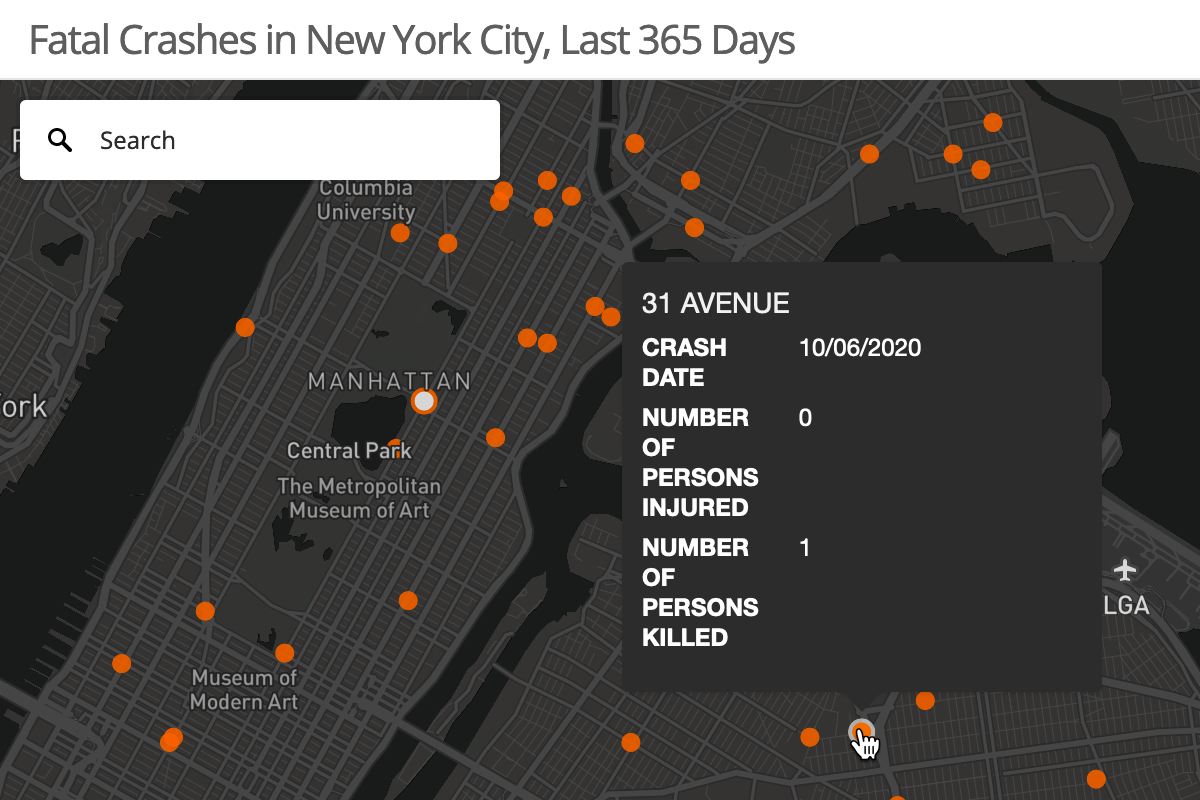 Fatal Crashes in New York City, Last 365 Days
Search
Columbia
University
MANHATTAN
ork
Central Park
The Metropolitan
Museum of Art
Museum of
Modern Art
31 AVENUE
CRASH DATE 10/06/2020
NUMBER OF PERSONS INJURED 0
NUMBER OF PERSONS KILLED 1
LGA